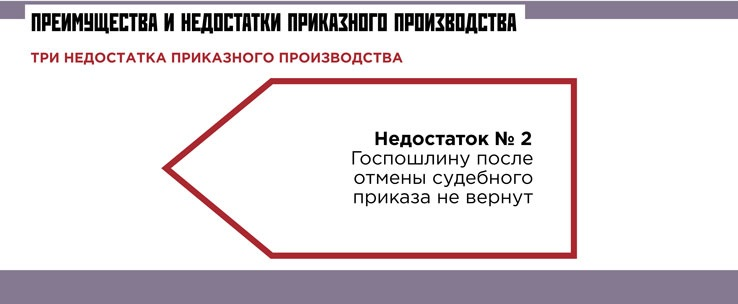 ПРЕИМУЩЕСТВА И НЕДОСТАТКИ ПРИКАЗНОГО ПРОИЗВОДСТВА
ТРИ НЕДОСТАТКА ПРИКАЗНОГО ПРОИЗВОДСТВА
Недостаток № 2
Госпошлину после
отмены судебного
приказа не вернут